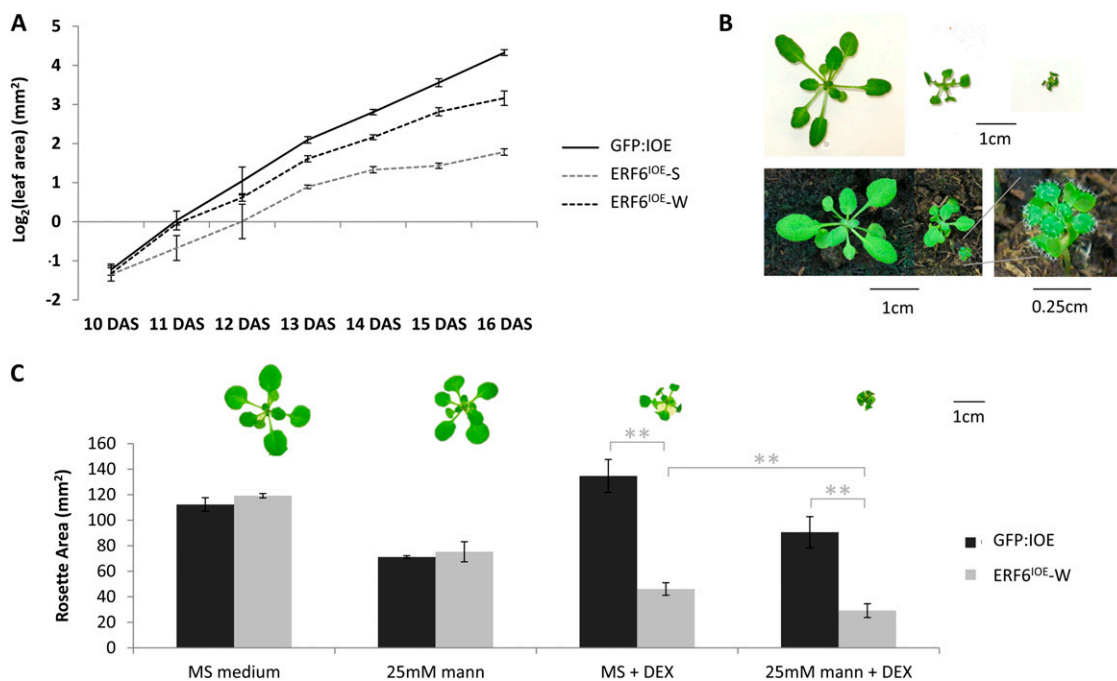 A
Log2(leaf area) (mm²)
5
4
3
2
1
0
-1
-2
10 DAS 11 DAS 12 DAS 13 DAS 14 DAS 15 DAS 16 DAS
GFP:IOE
ERF6IOE-S
ERF6IOE-W
B
1cm
1cm
0.25cm
C
1cm
Rosette Area (mm²)
160
140
120
100
80
60
40
20
0
**
**
**
MS medium 25mM mann MS + DEX 25mM mann + DEX
GFP:IOE
ERF6IOE-W